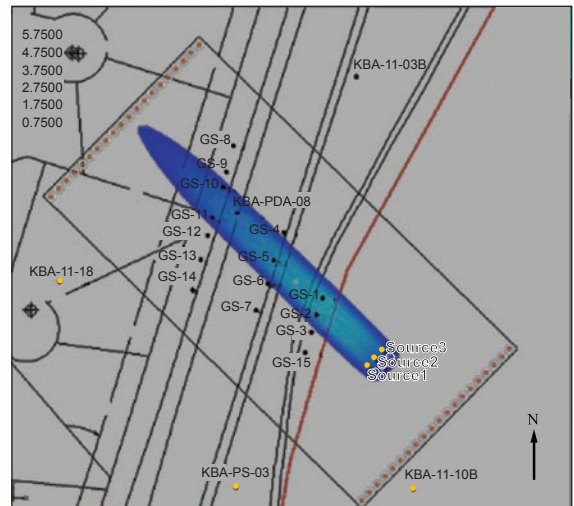 5.7500
4.7500
3.7500
2.7500
1.7500
0.7500
KBA-11-03B
GS-8
GS-9
GS-10
KBA-PDA-08
GS-11
GS-12
GS-4
GS-13
GS-5
KBA-11-18
GS-14
GS-6
GS-1
GS-7
GS-2
GS-3
Source3
GS-15
Source2
Source1
N
KBA-PS-03
KBA-11-10B